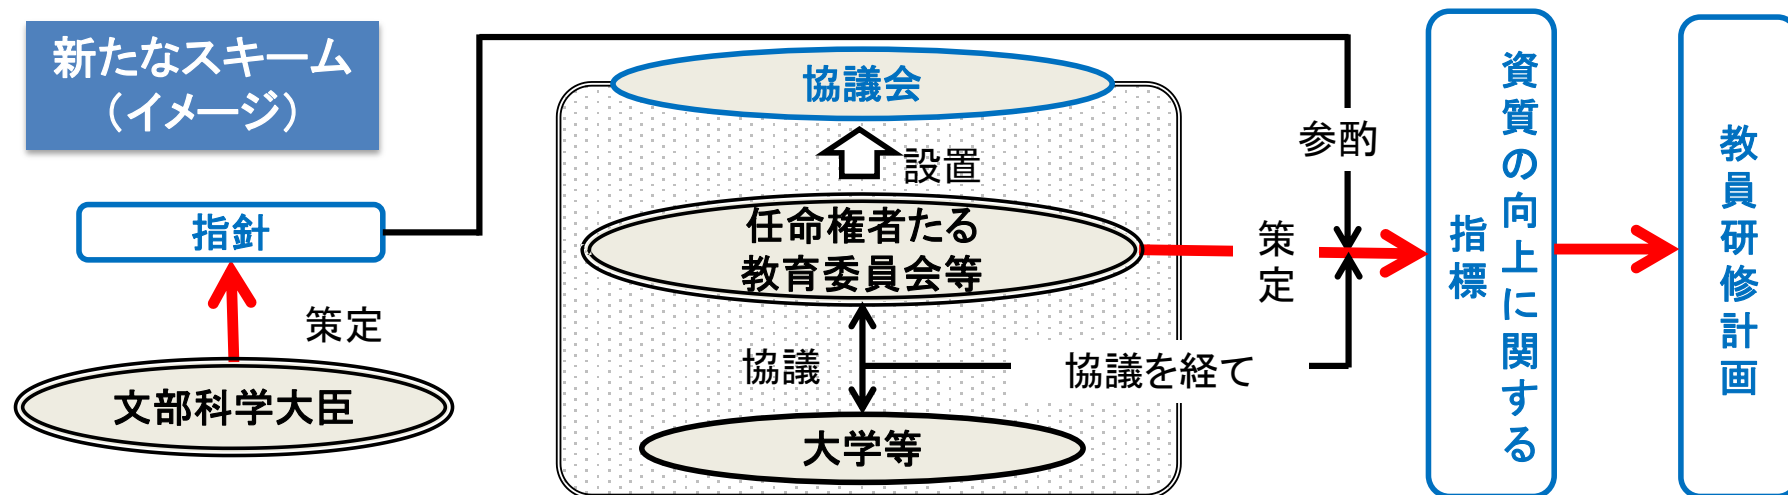 新たなスキーム
（イメージ）
協議会
設置
任命権者たる
教育委員会等
指針
策定
文部科学大臣
協議
協議を経て
大学等
参酌
策定
資質の向上に関する
指標
教員研修計画